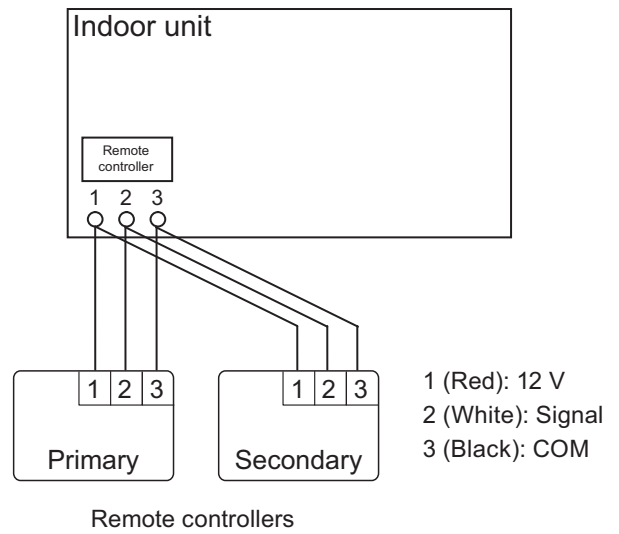 Indoor unit
Remote
controller
1 2 3
1 2 3
1 2 3
1 (Red): 12 V
2 (White): Signal
3 (Black): COM
Primary
Secondary
Remote controllers